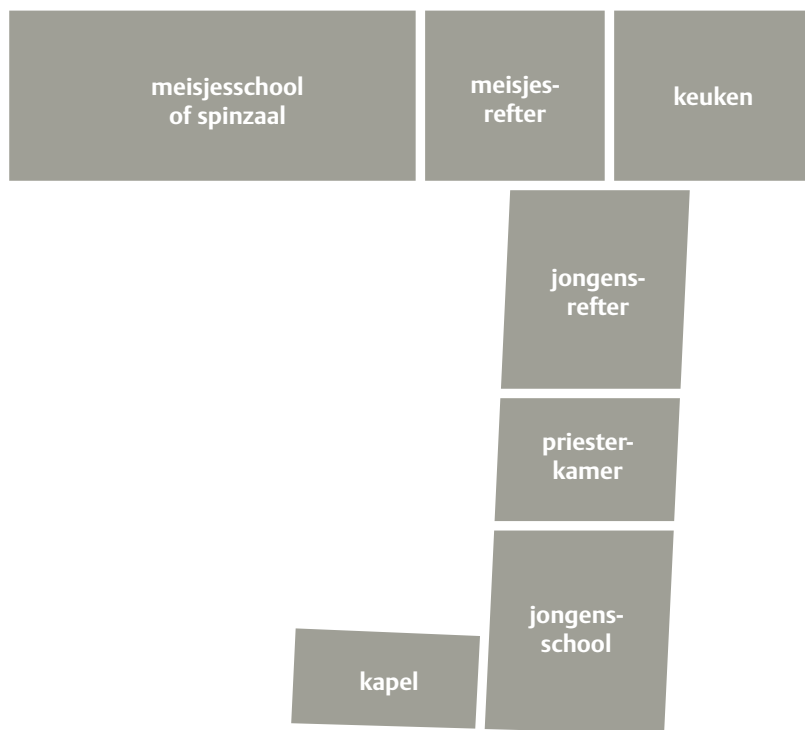 meisjesschool
of spinzaal
meisjes-
refter
keuken
jongens-
refter
priester-
kamer
jongens-
school
kapel